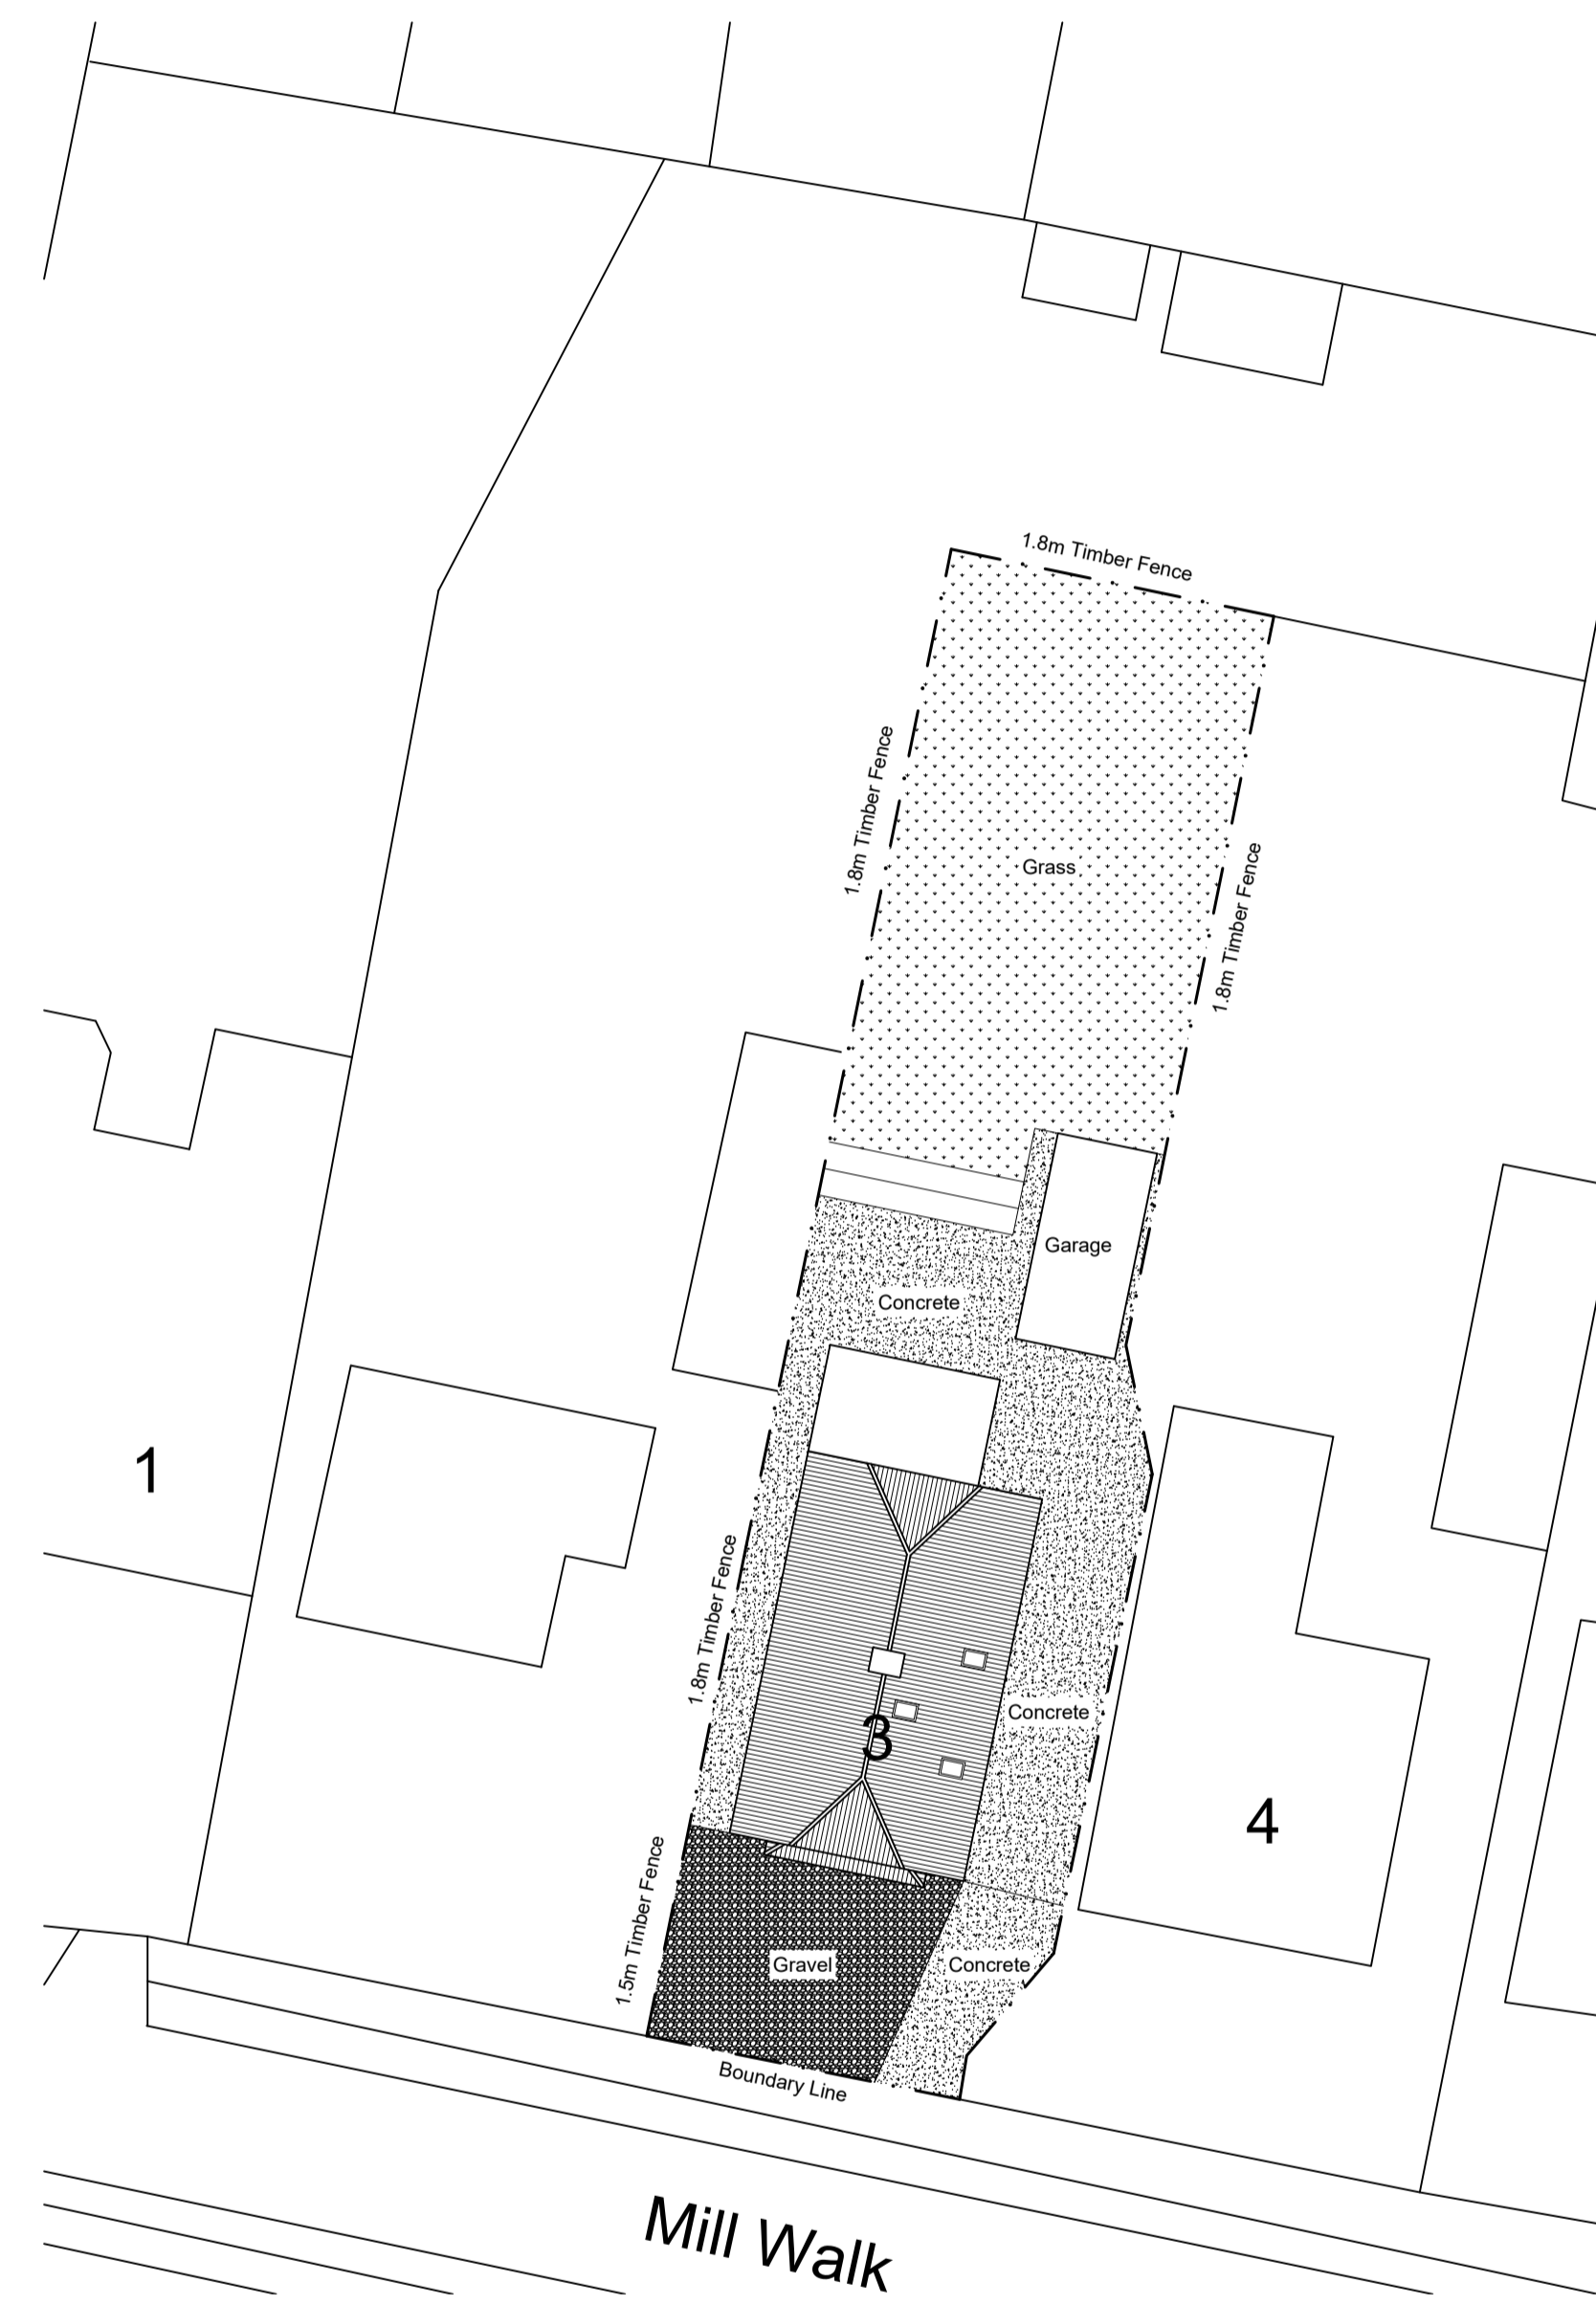 1.8m Timber Fence
1.8m Timber Fence
Grass
1.8m Timber Fence
Garage
Concrete
1
1.8m Timber Fence
Concrete
3
4
1.5m Timber Fence
Gravel
Concrete
Boundary Line
Mill Walk